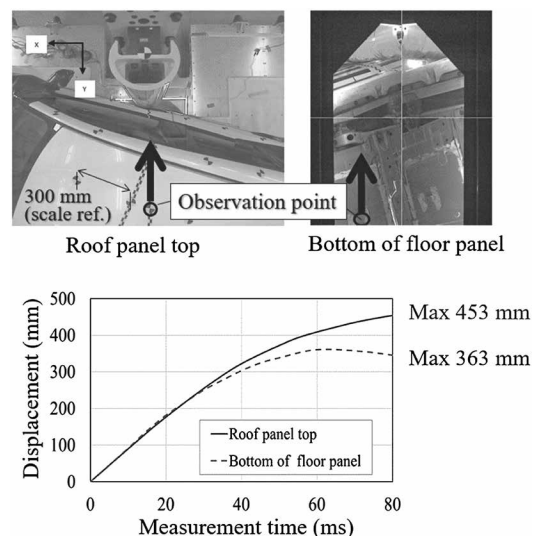 X
Y
300 mm
(scale ref.)
Observation point
Roof panel top
Bottom of floor panel
500
400
300
200
100
0
Displacement (mm)
Max 453 mm
Max 363 mm
Roof panel top
Bottom of floor panel
0
20
40
60
80
Measurement time (ms)